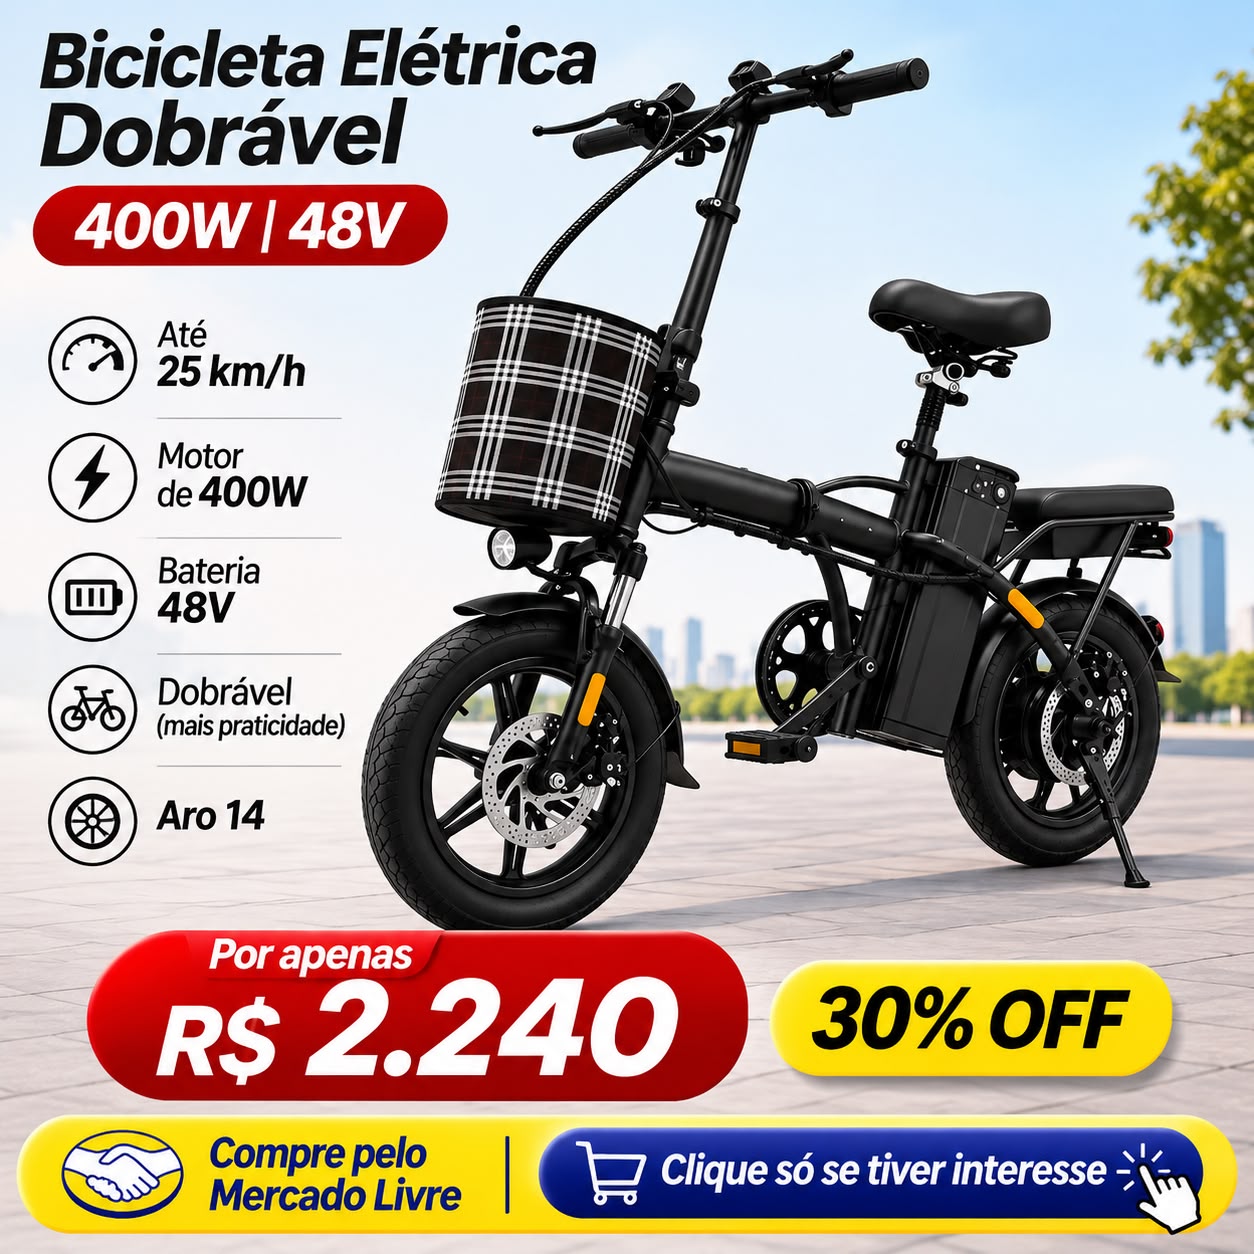 Bicicleta Elétrica
Dobrável
400W | 48V
Até
25 km/h
Motor
de 400W
Bateria
48V
Dobrável
(mais praticidade)
Aro 14
Por apenas
R$ 2.240
30% OFF
Compre pelo
Mercado Livre
Clique só se tiver interesse